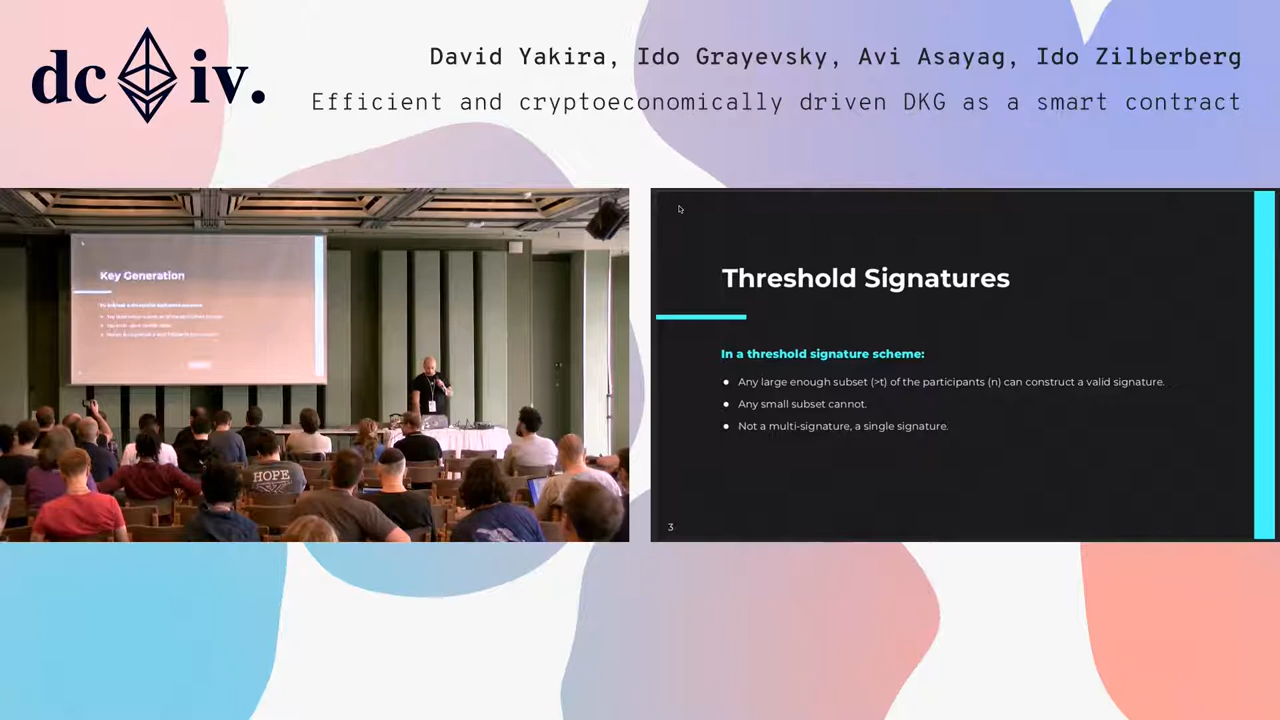 dc iv.
David Yakira, Ido Grayevsky, Avi Asayag, Ido Zilberberg
Efficient and cryptoeconomically driven DKG as a smart contract
Key Generation
HOPE
Threshold Signatures
In a threshold signature scheme:
● Any large enough subset (>t) of the participants (n) can construct a valid signature.
● Any small subset cannot.
● Not a multi-signature, a single signature.
3